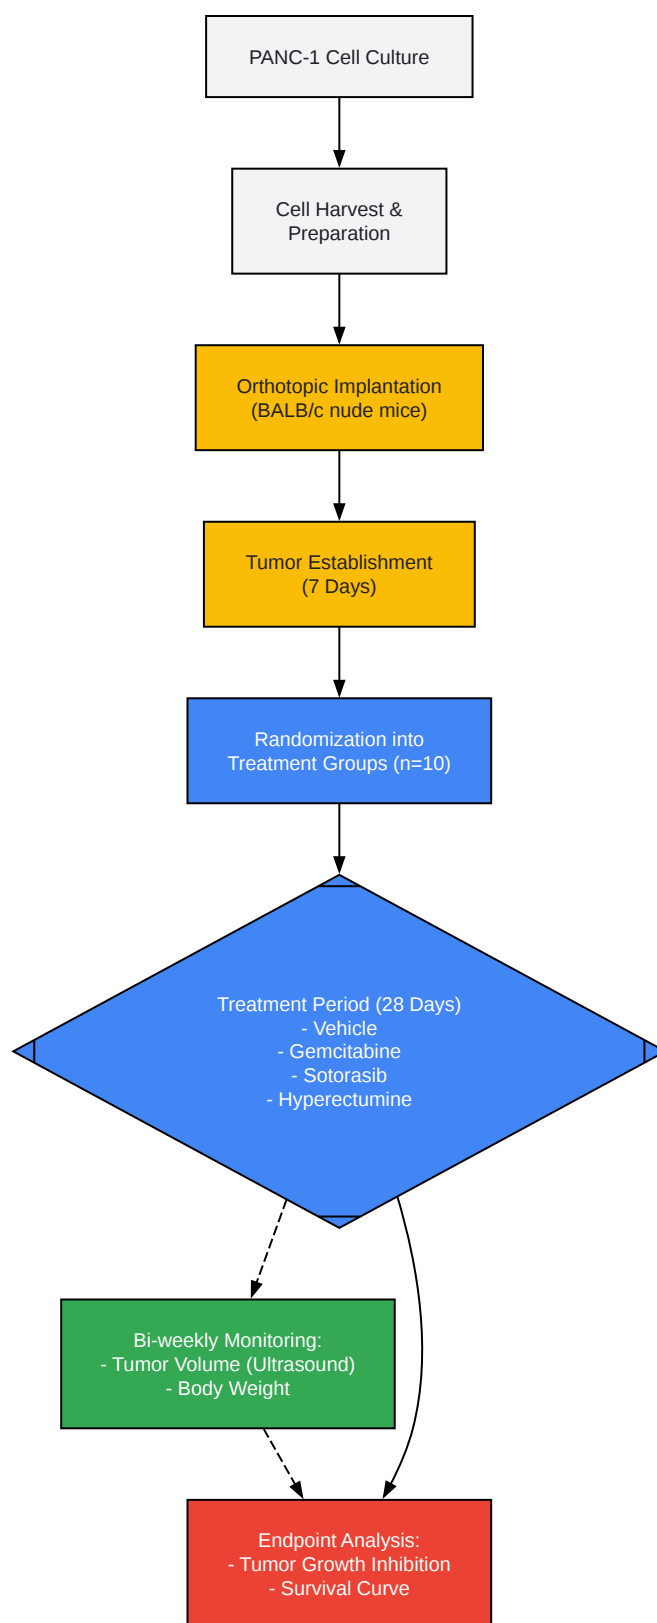 PANC-1 Cell Culture
Cell Harvest &
Preparation
Orthotopic Implantation
(BALB/c nude mice)
Tumor Establishment
(7 Days)
Randomization into
Treatment Groups (n=10)
Treatment Period (28 Days)
- Vehicle
- Gemcitabine
- Sotorasib
- Hyperectumine
Bi-weekly Monitoring:
- Tumor Volume (Ultrasound)
- Body Weight
Endpoint Analysis:
- Tumor Growth Inhibition
- Survival Curve